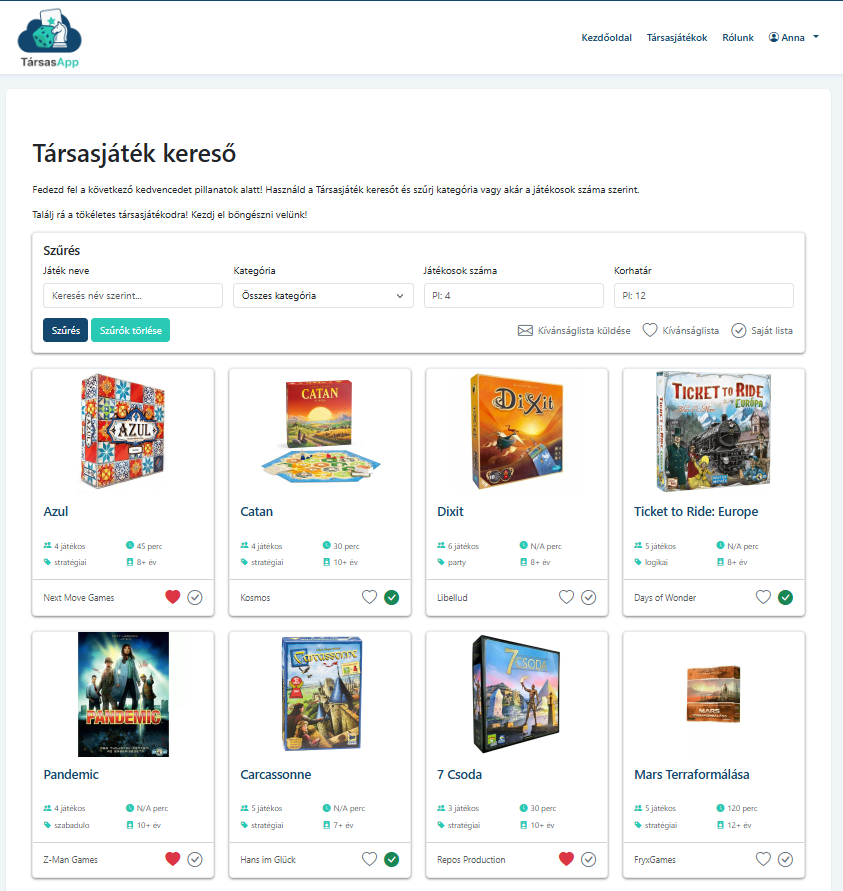 TársasApp
Kezdőoldal Társasjátékok Rólunk Anna
Társasjáték kereső
Fedezd fel a következő kedvencedet pillanatok alatt! Használd a Társasjáték keresőt és szűrj kategória vagy akár a játékosok száma szerint.
Találj rá a tökéletes társasjátékodra! Kezdj el böngészni velünk!
Szűrés
Játék neve Kategória Játékosok száma Korhatár
Keresés név szerint... Összes kategória Pl: 4 Pl: 12
Szűrés Szűrők törlése Kívánságlista küldése Kívánságlista Saját lista
AZUL
CATAN
DiXit
TICKET TO RIDE
EUROPA
Azul Catan Dixit Ticket to Ride: Europe
4 játékos 45 perc 4 játékos 30 perc 6 játékos N/A perc 5 játékos N/A perc
stratégiai 8+ év stratégiai 10+ év party 8+ év logikai 8+ év
Next Move Games Kosmos Libellud Days of Wonder
PANDEMIC
Carcassonne
7 CSODA
MARS
Pandemic Carcassonne 7 Csoda Mars Terraformálása
4 játékos N/A perc 5 játékos N/A perc 3 játékos 30 perc 5 játékos 120 perc
szabadulo 10+ év stratégiai 7+ év stratégiai 10+ év stratégiai 12+ év
Z-Man Games Hans im Glück Repos Production FryxGames